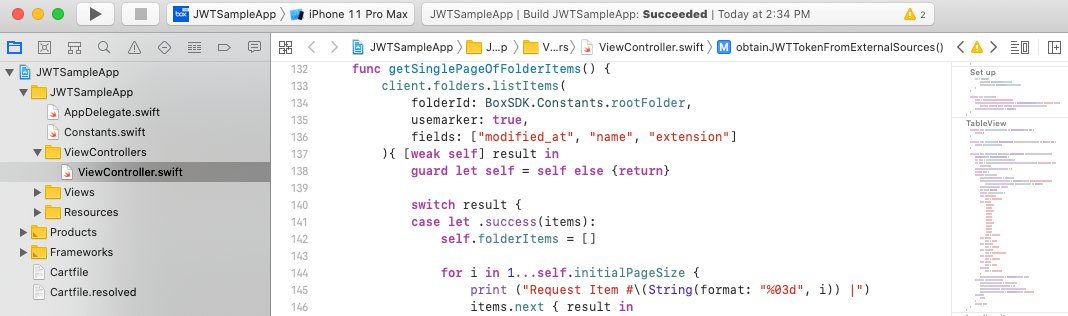 box JWTSampleApp iPhone 11 Pro Max JWTSampleApp | Build JWTSampleApp: Succeeded | Today at 2:34 PM 2
JWTSampleApp J...p V...rs ViewController.swift M obtainJWTTokenFromExternalSources()
JWTSampleApp
JWTSampleApp
AppDelegate.swift
Constants.swift
ViewControllers
ViewController.swift
Views
Resources
Products
Frameworks
Cartfile
Cartfile.resolved
132 func getSinglePageOfFolderItems() {
133 client.folders.listItems(
134 folderId: BoxSDK.Constants.rootFolder,
135 usemarker: true,
136 fields: ["modified_at", "name", "extension"]
137 ){ [weak self] result in
138 guard let self = self else {return}
139
140 switch result {
141 case let .success(items):
142 self.folderItems = []
143
144 for i in 1...self.initialPageSize {
145 print ("Request Item #\(String(format: "%03d", i)) |")
146 items.next { result in
Set up
TableView